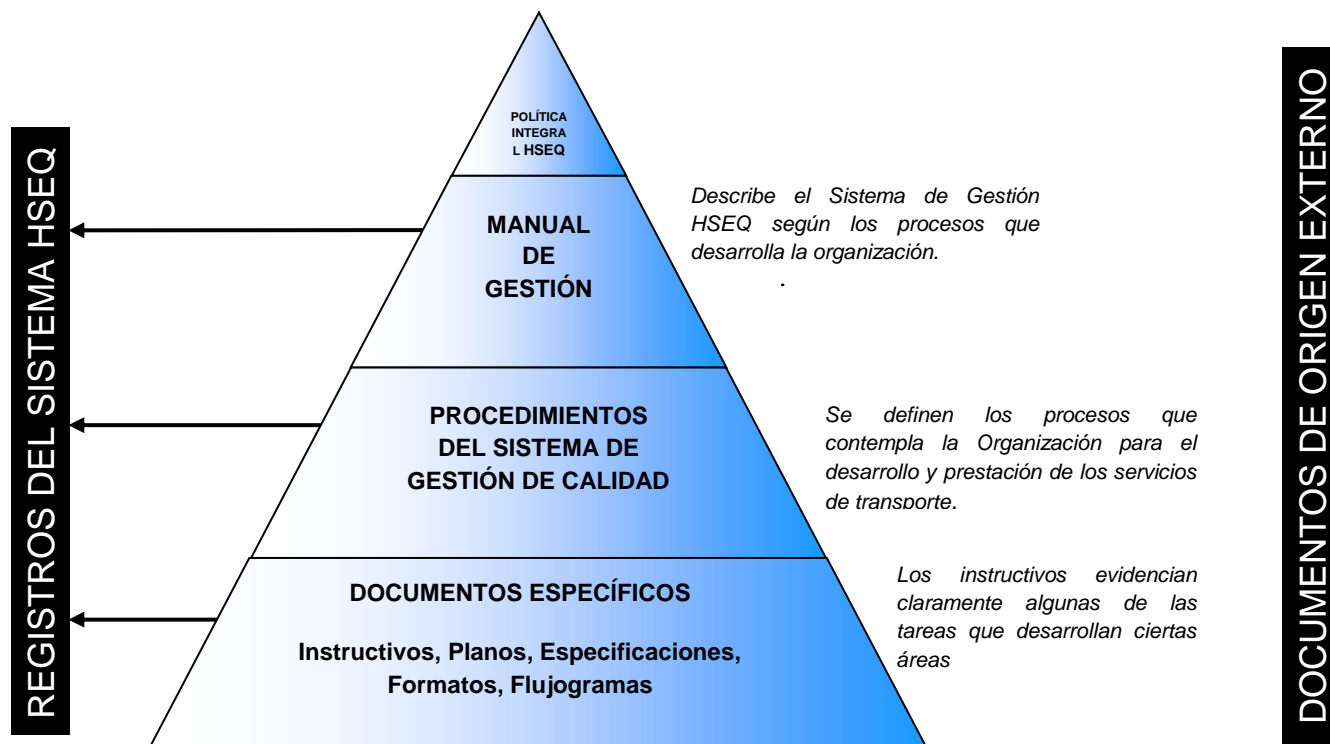 REGISTROS DEL SISTEMA HSEQ
POLÍTICA
INTEGRA
L HSEQ
MANUAL
DE
GESTIÓN
Describe el Sistema de Gestión
HSEQ según los procesos que
desarrolla la organización.
.
PROCEDIMIENTOS
DEL SISTEMA DE
GESTIÓN DE CALIDAD
Se definen los procesos que
contempla la Organización para el
desarrollo y prestación de los servicios
de transporte.
DOCUMENTOS ESPECÍFICOS
Instructivos, Planos, Especificaciones,
Formatos, Flujogramas
Los instructivos evidencian
claramente algunas de las
tareas que desarrollan ciertas
áreas
DOCUMENTOS DE ORIGEN EXTERNO